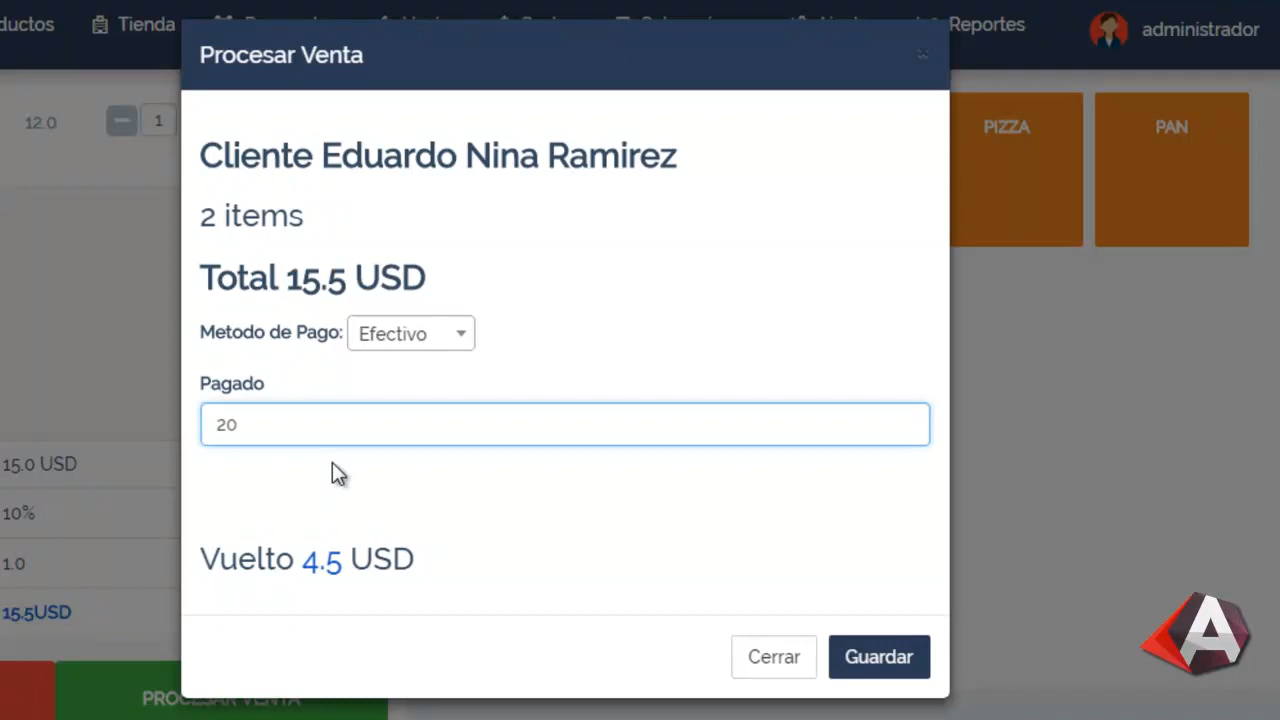 ductos
Tienda
Reportes
administrador
Procesar Venta
×
12.0
1
PIZZA
PAN
Cliente Eduardo Nina Ramirez
2 items
Total 15.5 USD
Metodo de Pago: Efectivo
Pagado
20
15.0 USD
10%
1.0
Vuelto 4.5 USD
15.5USD
Cerrar
Guardar
PROCESAR VENTA
A